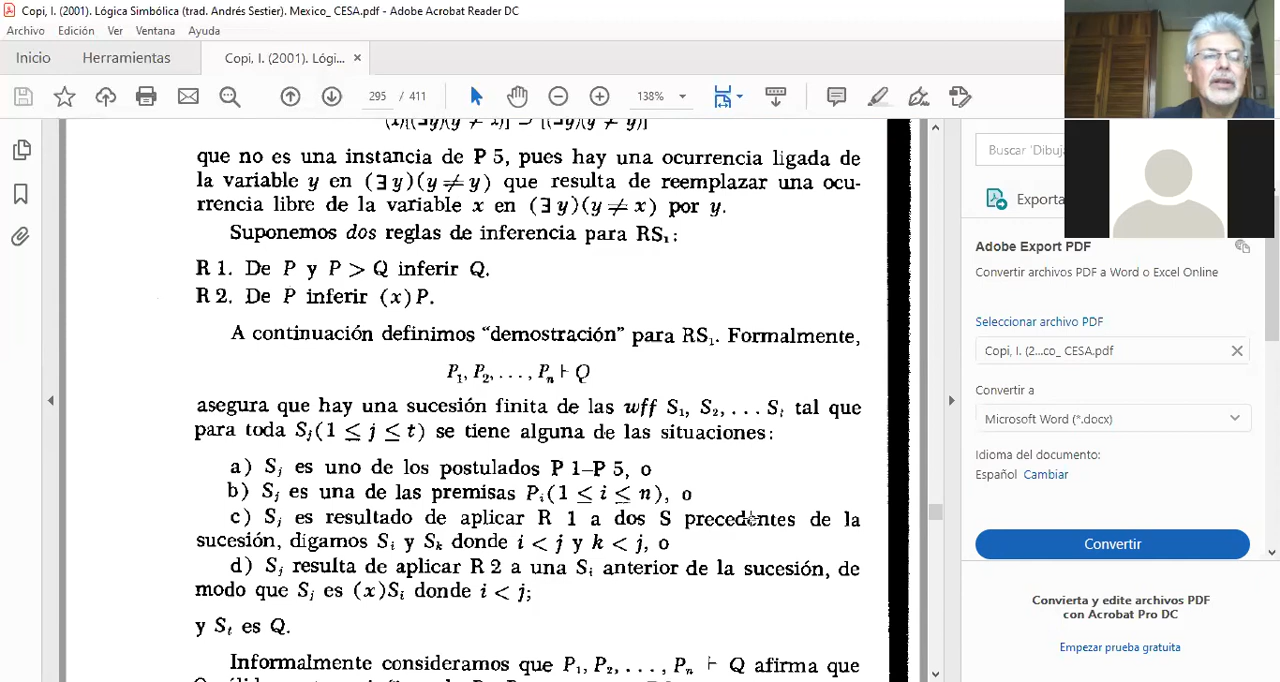 Copi, I. (2001). Lógica Simbólica (trad. Andrés Sestier). Mexico_ CESA.pdf - Adobe Acrobat Reader DC
Archivo Edición Ver Ventana Ayuda
Inicio Herramientas Copi, I. (2001). Lógi... ×
295 / 411 138%
que no es una instancia de P 5, pues hay una ocurrencia ligada de
la variable y en (∃y)(y ≠ y) que resulta de reemplazar una ocu-
rrencia libre de la variable x en (∃y)(y ≠ x) por y.
Suponemos dos reglas de inferencia para RS₁:
R 1. De P y P > Q inferir Q.
R 2. De P inferir (x)P.
A continuación definimos "demostración" para RS₁. Formalmente,
P₁, P₂, . . . , Pₙ ⊢ Q
asegura que hay una sucesión finita de las wff S₁, S₂, . . . Sₜ tal que
para toda Sⱼ(1 ≤ j ≤ t) se tiene alguna de las situaciones:
a) Sⱼ es uno de los postulados P 1–P 5, o
b) Sⱼ es una de las premisas Pᵢ(1 ≤ i ≤ n), o
c) Sⱼ es resultado de aplicar R 1 a dos S precedentes de la
sucesión, digamos Sᵢ y Sₖ donde i < j y k < j, o
d) Sⱼ resulta de aplicar R 2 a una Sᵢ anterior de la sucesión, de
modo que Sⱼ es (x)Sᵢ donde i < j;
y Sₜ es Q.
Informalmente consideramos que P₁, P₂, . . . , Pₙ ⊢ Q afirma que
Buscar 'Dibuj
Exporta
Adobe Export PDF
Convertir archivos PDF a Word o Excel Online
Seleccionar archivo PDF
Copi, I. (2...co_ CESA.pdf
Convertir a
Microsoft Word (*.docx)
Idioma del documento:
Español Cambiar
Convertir
Convierta y edite archivos PDF
con Acrobat Pro DC
Empezar prueba gratuita